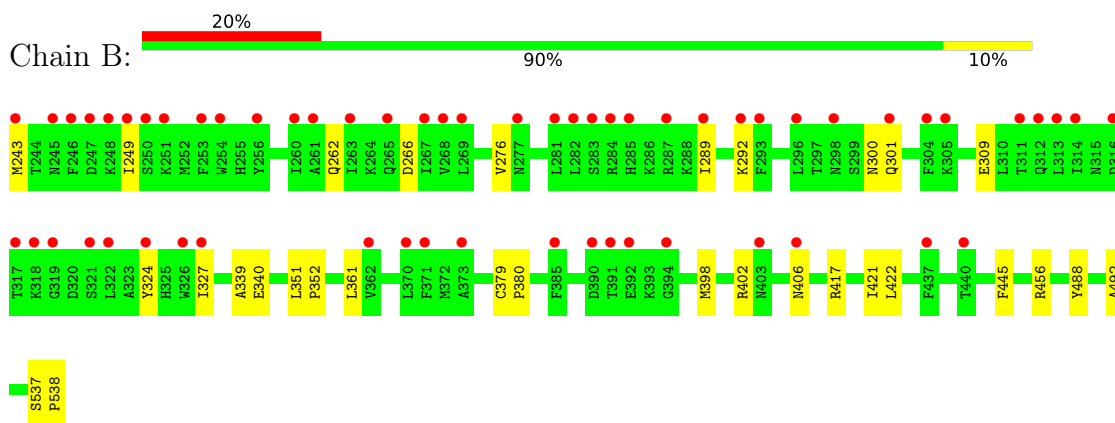 20%
Chain B:
90% 10%
M243 T244 N245 F246 D247 K248 I249 S250 K251 M252 F253 W254 H255 Y256 I260 A261 Q262 I263 K264 Q265 D266 I267 V268 L269 V276 N277 L281 L282 S283 R284 H285 K286 R287 K288 I289 K292 F293 L296 T297 N298 S299 N300 Q301 F304 K305 E309 L310 T311 Q312 L313 I314 N315 D316
T317 K318 G319 D320 S321 L322 A323 Y324 H325 W326 I327 A339 E340 L351 P352 L361 V362 L370 F371 M372 A373 C379 P380 F385 D390 T391 E392 K393 G394 M398 R402 N403 N406 R417 I421 L422 F437 T440 F445 R456 Y488 A492
S537 P538